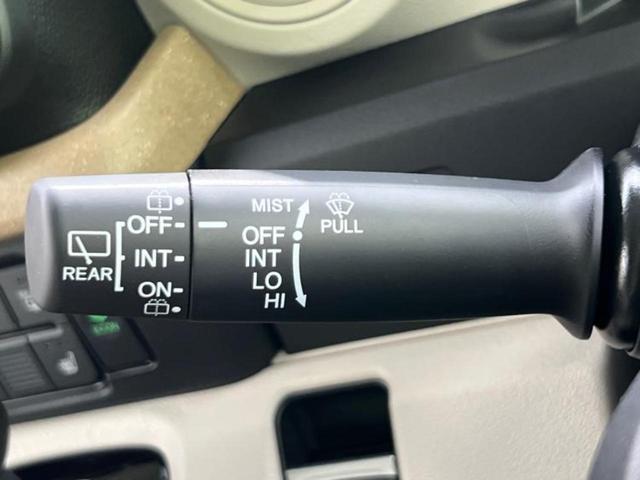 REAR
OFF
INT
ON
MIST
OFF
INT
LO
HI
PULL